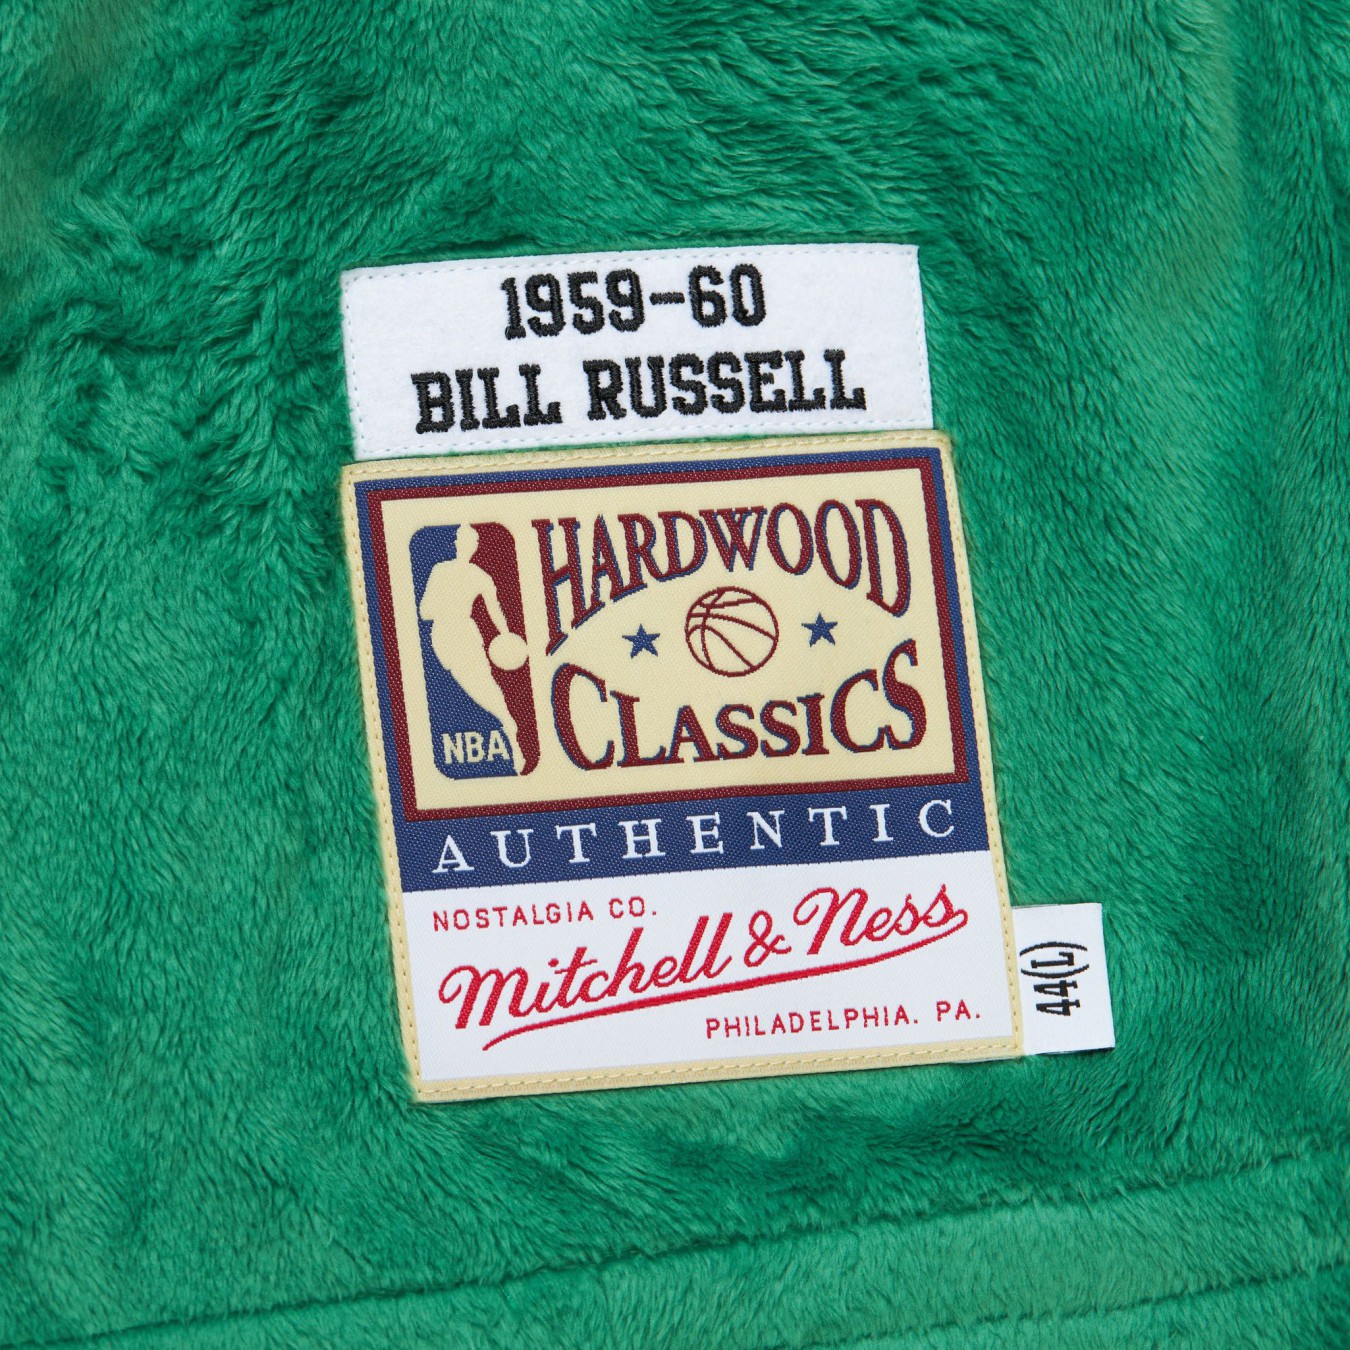 1959-60
BILL RUSSELL
HARDWOOD
CLASSICS
NBA
AUTHENTIC
NOSTALGIA CO.
Mitchell & Ness
PHILADELPHIA. PA.
44(L)